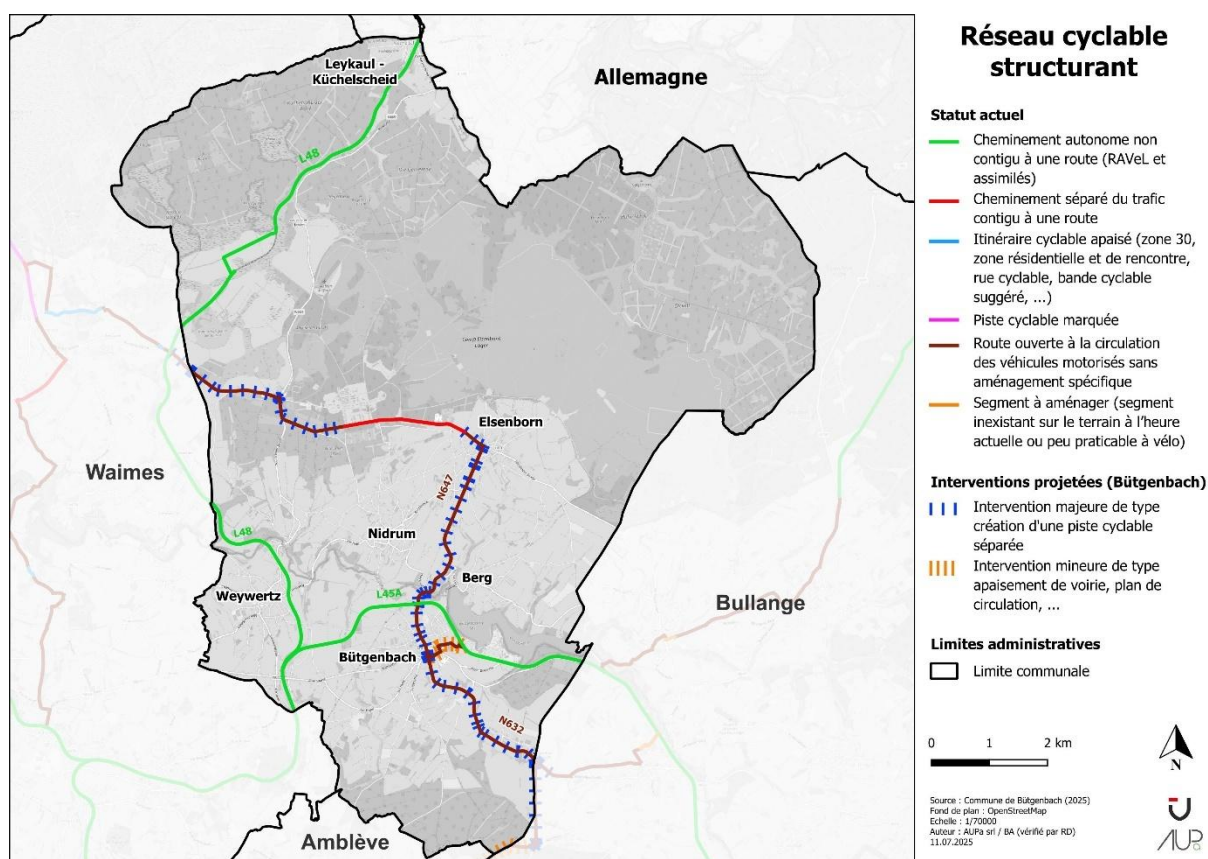 Réseau cyclable
structurant
Statut actuel
Cheminement autonome non
contigu à une route (RAVeL et
assimilés)
Cheminement séparé du trafic
contigu à une route
Itinéraire cyclable apaisé (zone 30,
zone résidentielle et de rencontre,
rue cyclable, bande cyclable
suggéré, ...)
Piste cyclable marquée
Route ouverte à la circulation
des véhicules motorisés sans
aménagement spécifique
Segment à aménager (segment
inexistant sur le terrain à l'heure
actuelle ou peu praticable à vélo)
Interventions projetées (Bütgenbach)
Intervention majeure de type
création d'une piste cyclable
séparée
Intervention mineure de type
apaisement de voirie, plan de
circulation, ...
Limites administratives
Limite communale
0 1 2 km
N
Source : Commune de Bütgenbach (2025)
Fond de plan : OpenStreetMap
Echelle : 1/70000
Auteur : AUPa srl / BA (vérifié par RD)
11.07.2025
AUPa
Leykaul -
Küchelscheid
Allemagne
L48
Elsenborn
Waimes
N647
Nidrum
L48
Berg
Weywertz
L45A
Bullange
Bütgenbach
N632
Amblève